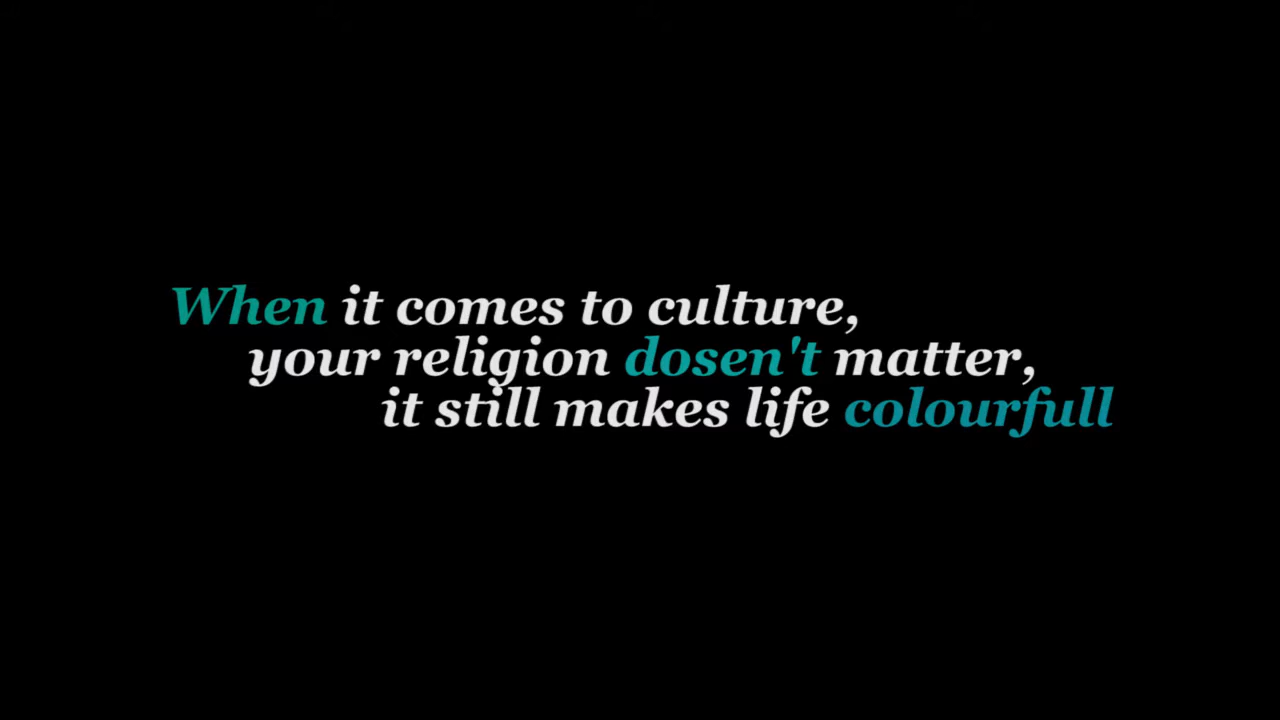 When it comes to culture,
your religion dosen't matter,
it still makes life colourfull